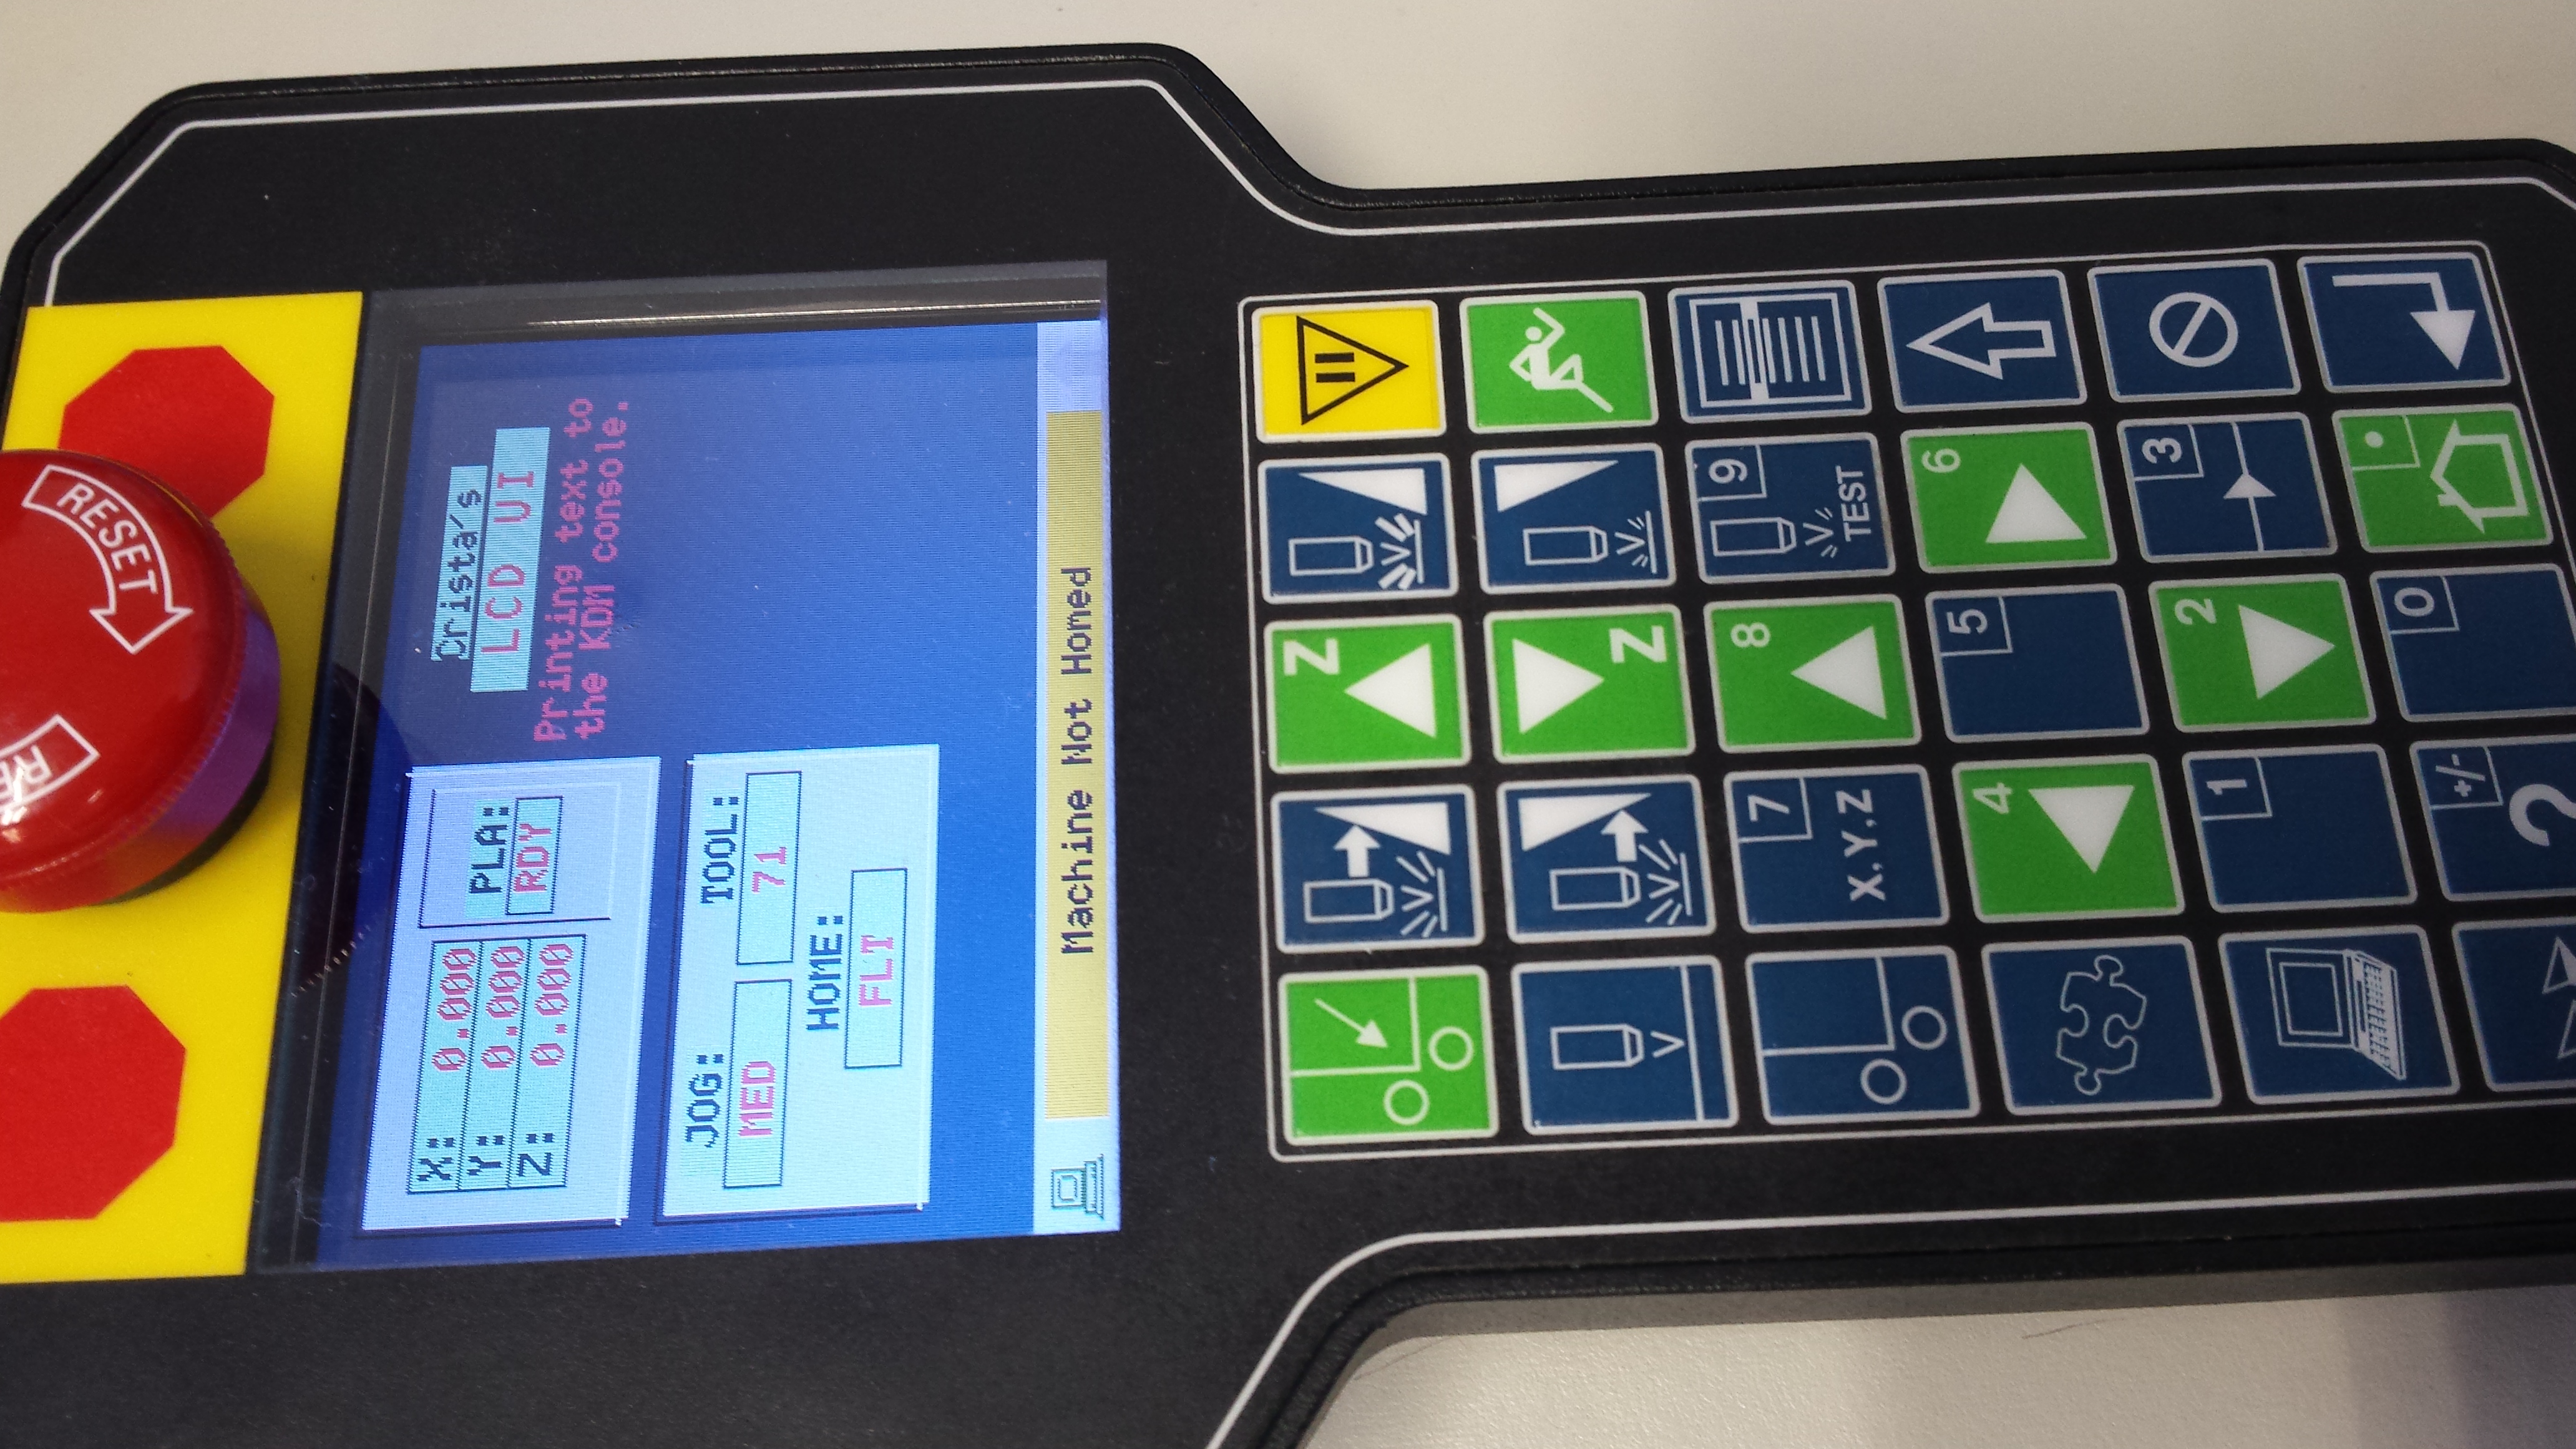 RESET
X: 0.000
Y: 0.000
Z: 0.000
PLA:
RDY
Crista's
LCD UI
Printing text to
the KDM console.
JOG:
MED
TOOL:
71
HOME:
FLT
Machine Not Homed
Z
Z
7
X,Y,Z
8
9
TEST
4
5
6
1
2
3
+/-
?
0